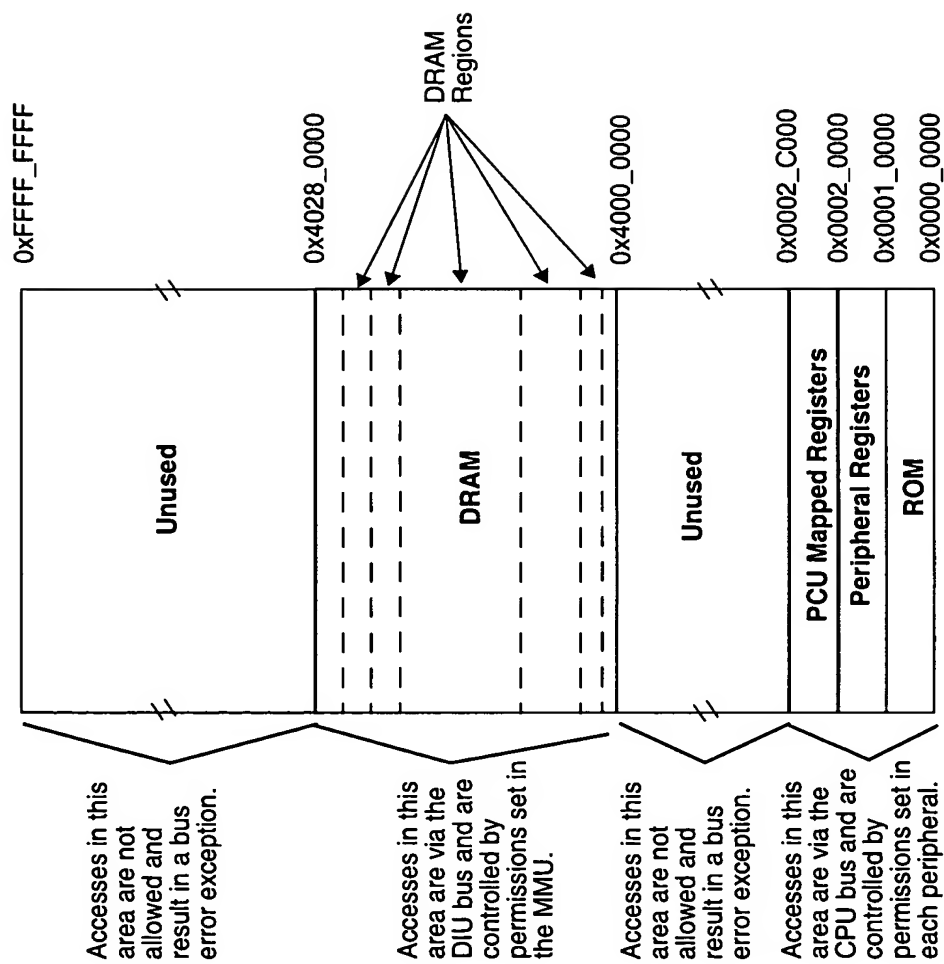 0xFFFF_FFFF
Unused
Accesses in this
area are not
allowed and
result in a bus
error exception.
0x4028_0000
DRAM
Regions
DRAM
Accesses in this
area are via the
DIU bus and are
controlled by
permissions set in
the MMU.
0x4000_0000
Unused
Accesses in this
area are not
allowed and
result in a bus
error exception.
0x0002_C000
PCU Mapped Registers
0x0002_0000
Peripheral Registers
0x0001_0000
ROM
0x0000_0000
Accesses in this
area are via the
CPU bus and are
controlled by
permissions set in
each peripheral.